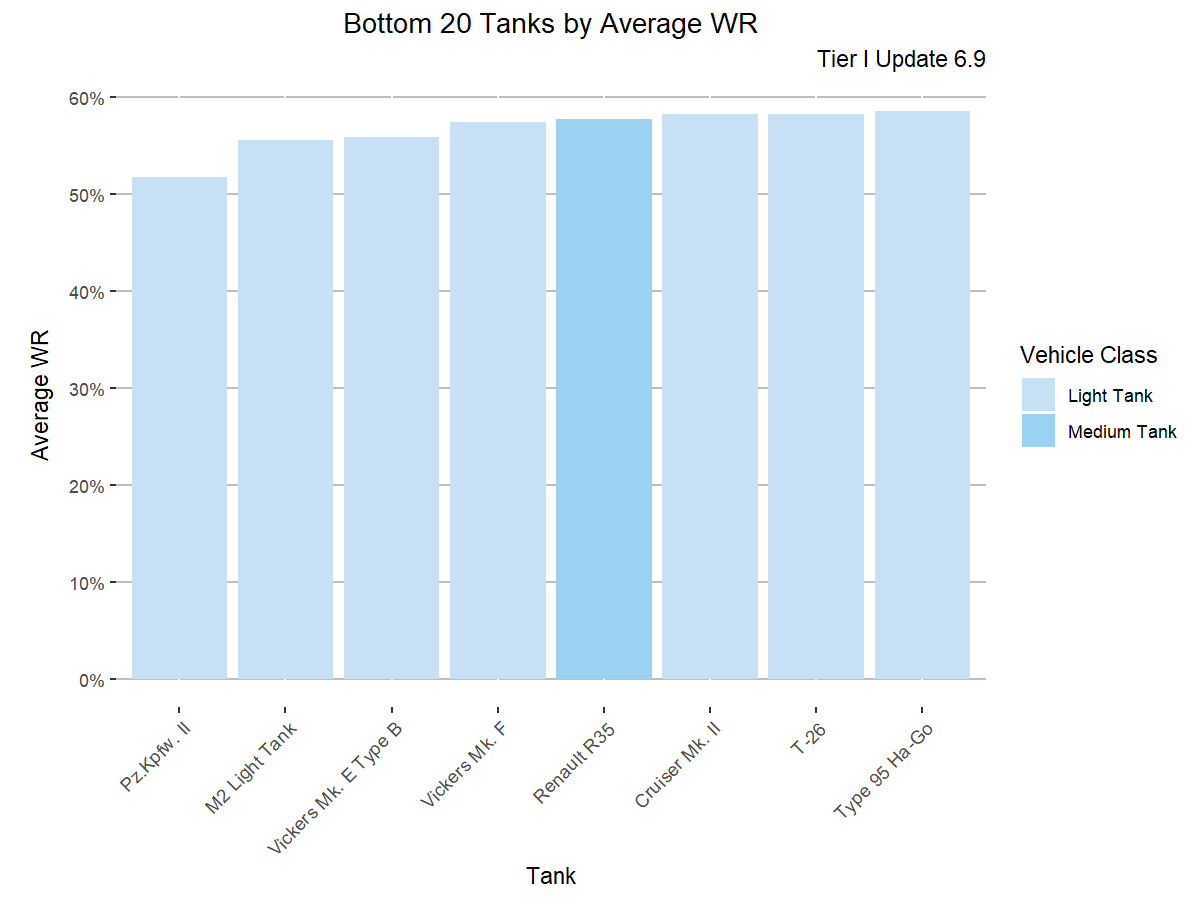 Bottom 20 Tanks by Average WR
Tier I Update 6.9
60%
50%
40%
30%
20%
10%
0%
Average WR
Pz.Kpfw. II
M2 Light Tank
Vickers Mk. E Type B
Vickers Mk. F
Renault R35
Cruiser Mk. II
T-26
Type 95 Ha-Go
Tank
Vehicle Class
Light Tank
Medium Tank